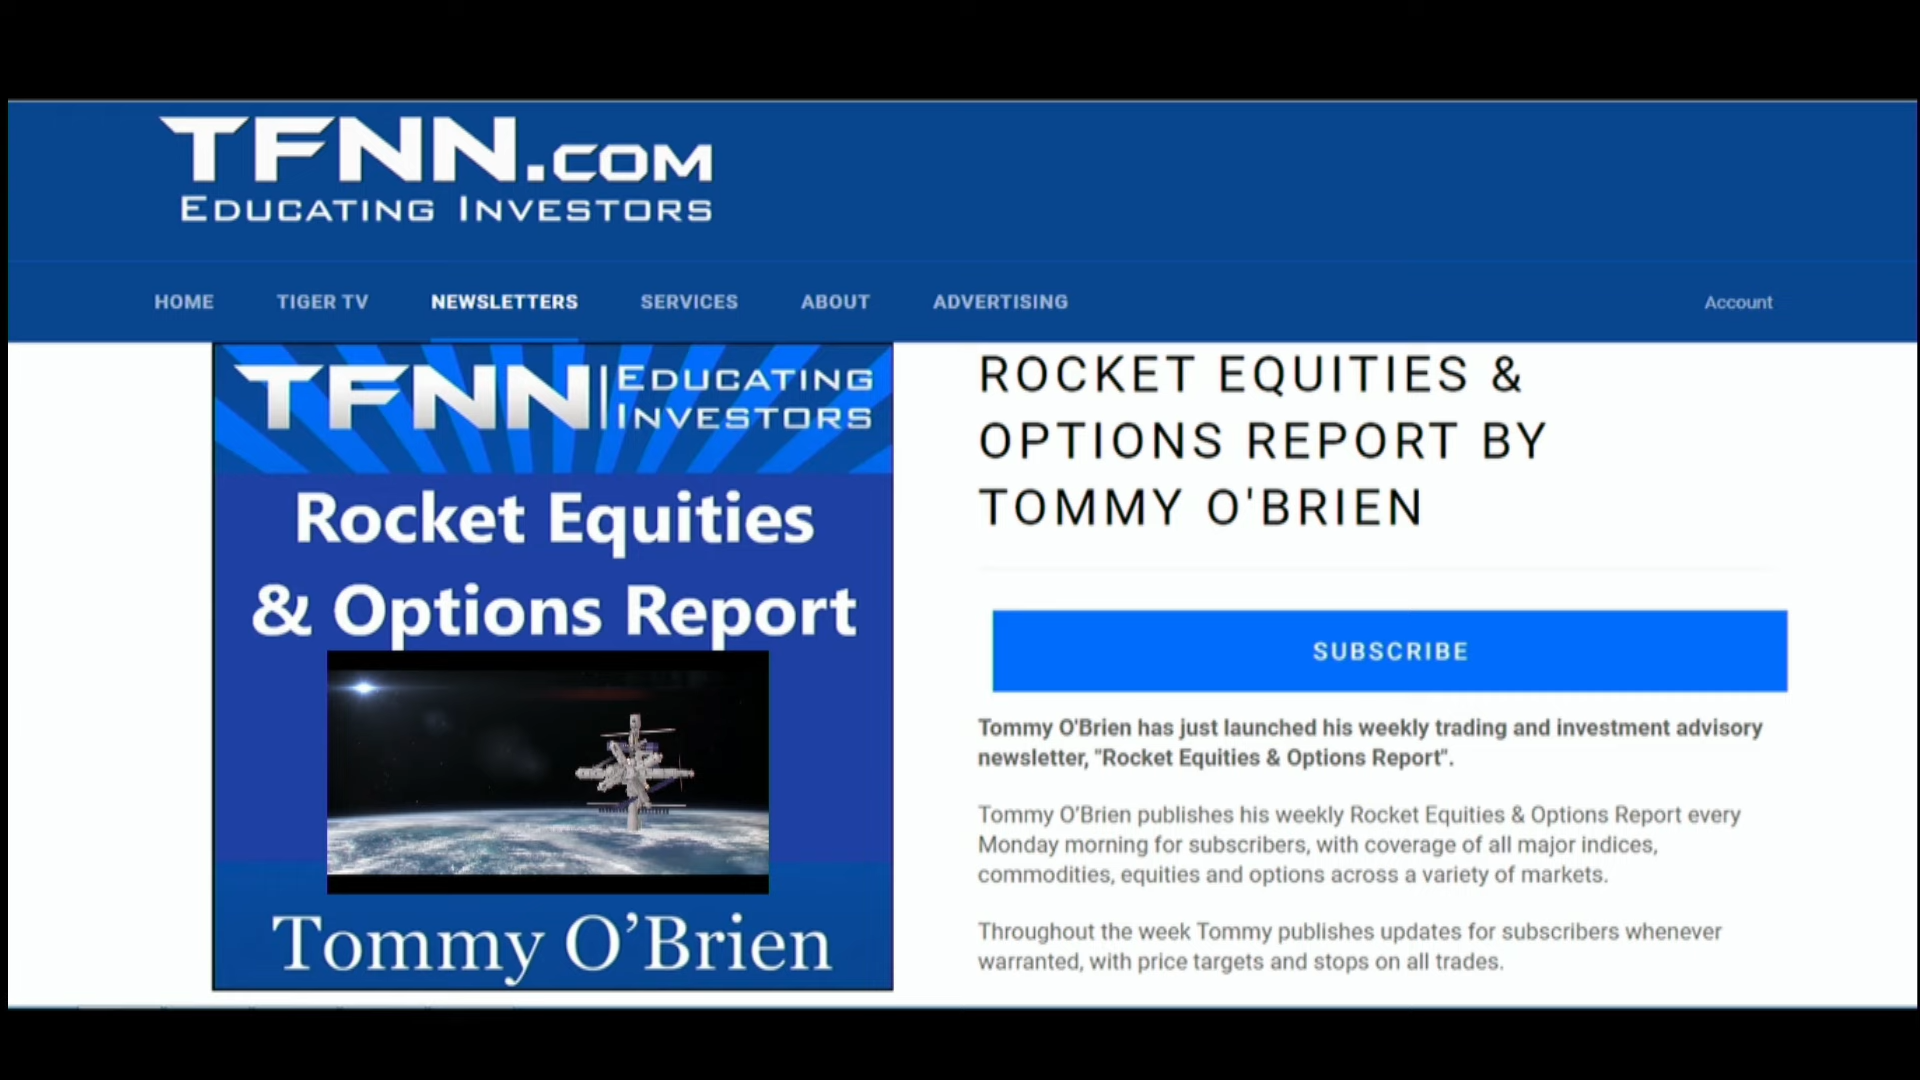 TFNN.COM
EDUCATING INVESTORS
HOME TIGER TV NEWSLETTERS SERVICES ABOUT ADVERTISING Account
TFNN EDUCATING
INVESTORS
Rocket Equities
& Options Report
Tommy O’Brien
ROCKET EQUITIES &
OPTIONS REPORT BY
TOMMY O'BRIEN
SUBSCRIBE
Tommy O'Brien has just launched his weekly trading and investment advisory
newsletter, "Rocket Equities & Options Report".
Tommy O’Brien publishes his weekly Rocket Equities & Options Report every
Monday morning for subscribers, with coverage of all major indices,
commodities, equities and options across a variety of markets.
Throughout the week Tommy publishes updates for subscribers whenever
warranted, with price targets and stops on all trades.